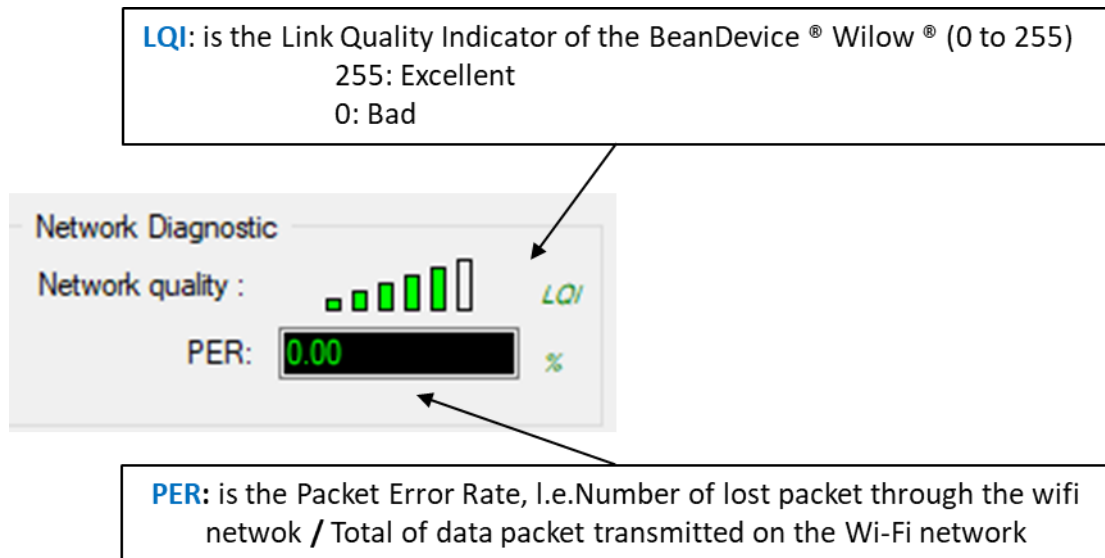 LQI: is the Link Quality Indicator of the BeanDevice ® Wilow ® (0 to 255)
255: Excellent
0: Bad
Network Diagnostic
Network quality :
LQI
PER:
0.00
%
PER: is the Packet Error Rate, l.e.Number of lost packet through the wifi
netwok / Total of data packet transmitted on the Wi-Fi network